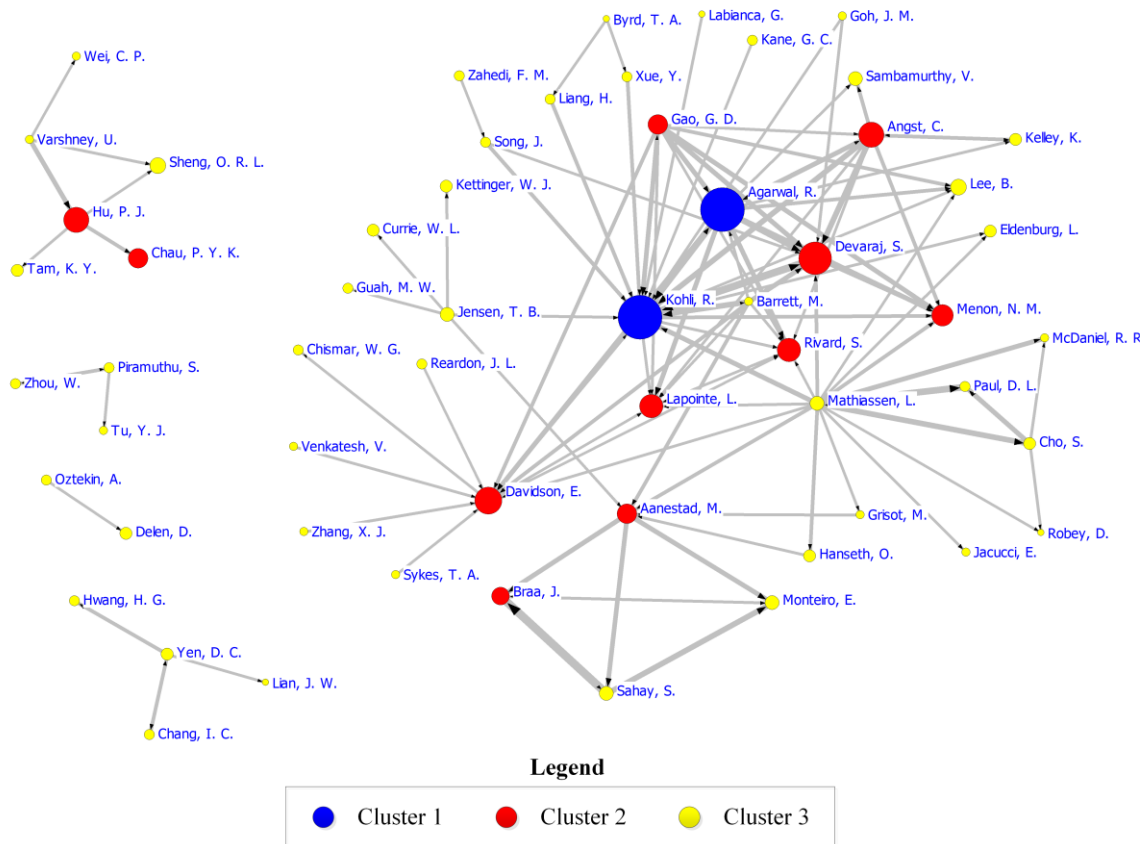 Byrd, T. A.
Labianca, G.
Goh, J. M.
Kane, G. C.
Wei, C. P.
Zahedi, F. M.
Xue, Y.
Sambamurthy, V.
Liang, H.
Gao, G. D.
Angst, C.
Varshney, U.
Song, J.
Kelley, K.
Sheng, O. R. L.
Kettinger, W. J.
Agarwal, R.
Lee, B.
Hu, P. J.
Currie, W. L.
Eldenburg, L.
Chau, P. Y. K.
Devaraj, S.
Tam, K. Y.
Guah, M. W.
Kohli, R.
Barrett, M.
Menon, N. M.
Jensen, T. B.
McDaniel, R. R
Chismar, W. G.
Reardon, J. L.
Rivard, S.
Piramuthu, S.
Zhou, W.
Paul, D. L.
Lapointe, L.
Mathiassen, L.
Tu, Y. J.
Venkatesh, V.
Cho, S.
Oztekin, A.
Davidson, E.
Aanestad, M.
Grisot, M.
Delen, D.
Zhang, X. J.
Robey, D.
Hanseth, O.
Jacucci, E.
Sykes, T. A.
Hwang, H. G.
Braa, J.
Monteiro, E.
Yen, D. C.
Lian, J. W.
Sahay, S.
Chang, I. C.
Legend
Cluster 1 Cluster 2 Cluster 3